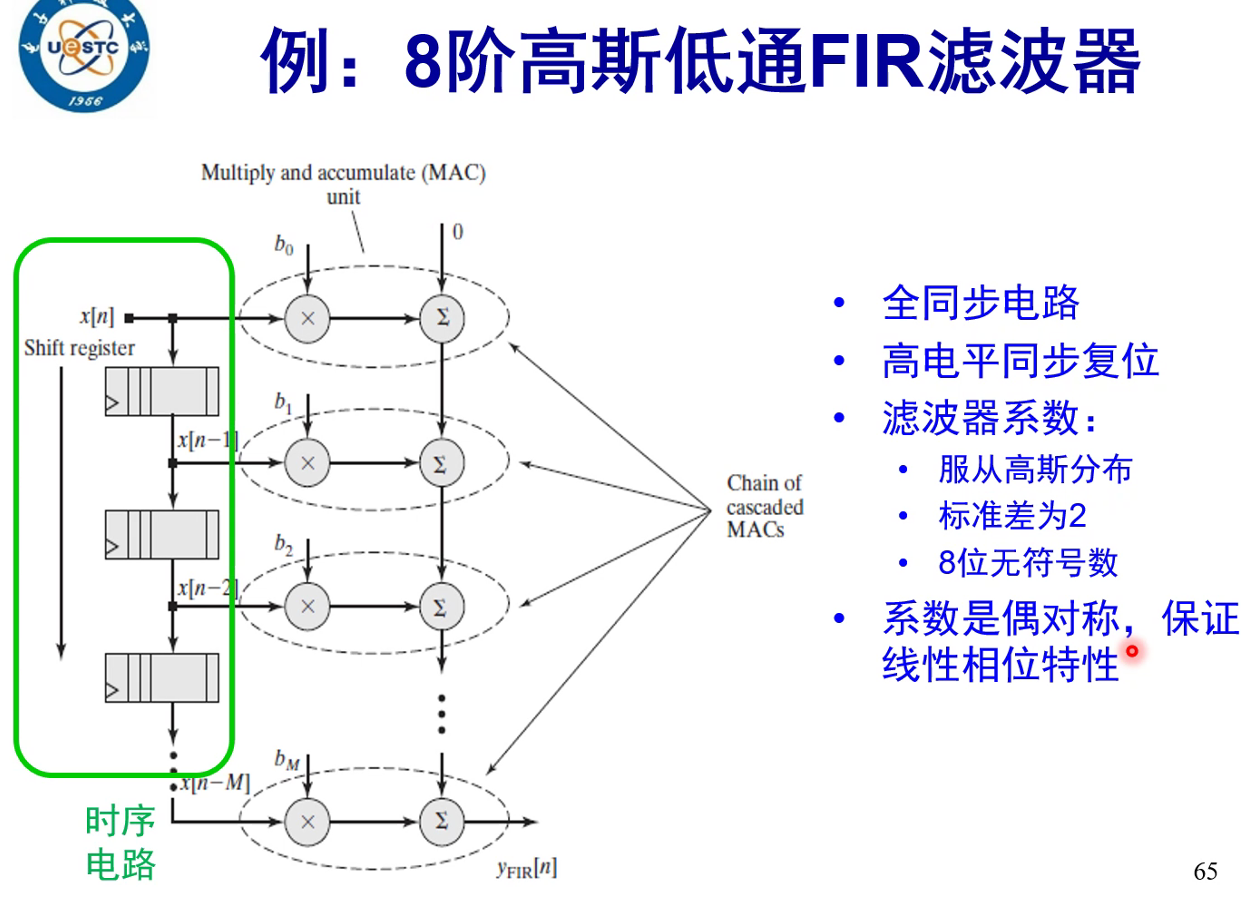 UeSTC
1956
例：8阶高斯低通FIR滤波器
Multiply and accumulate (MAC)
unit
b0
0
x[n]
Shift register
b1
x[n−1]
b2
x[n−2]
Chain of
cascaded
MACs
bM
x[n−M]
yFIR[n]
时序
电路
• 全同步电路
• 高电平同步复位
• 滤波器系数：
• 服从高斯分布
• 标准差为2
• 8位无符号数
• 系数是偶对称，保证
线性相位特性
65